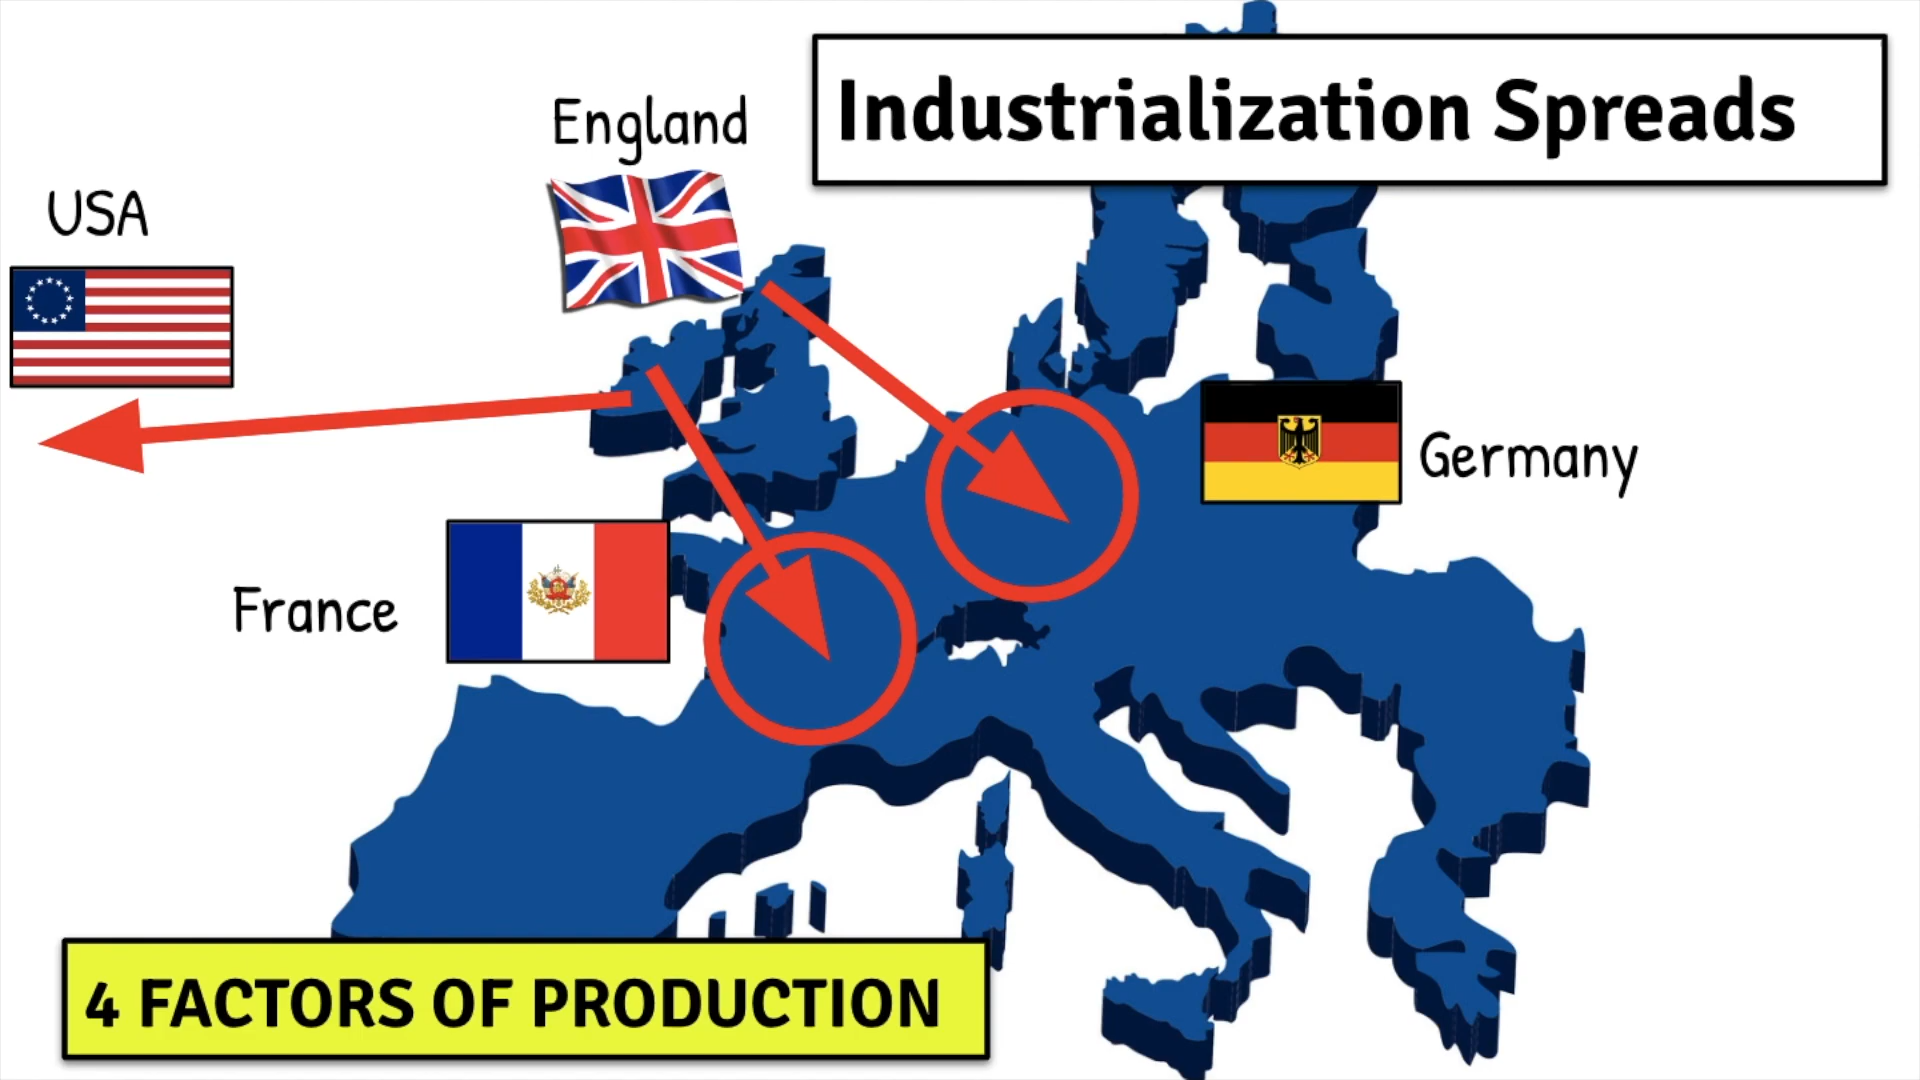 Industrialization Spreads
England
USA
Germany
France
4 FACTORS OF PRODUCTION